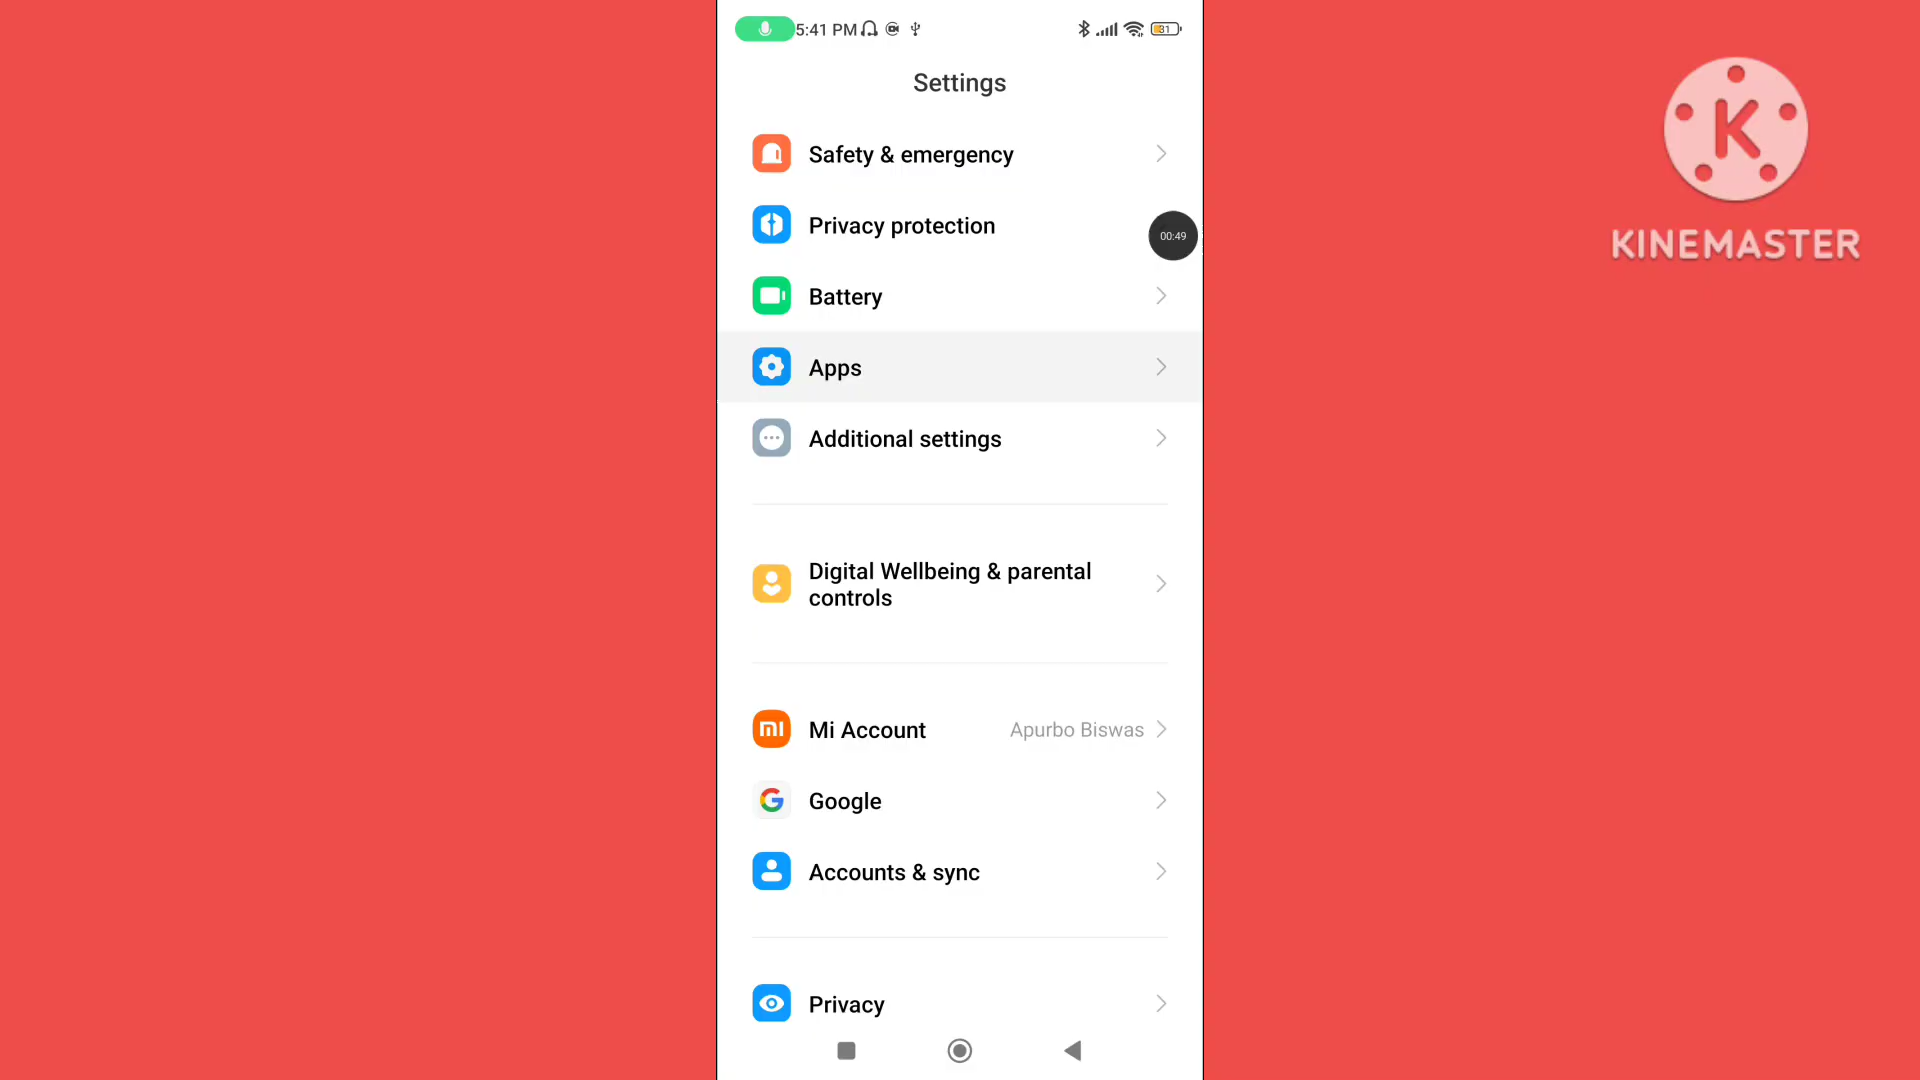 5:41 PM
31
Settings
Safety & emergency
Privacy protection
00:49
Battery
Apps
Additional settings
Digital Wellbeing & parental
controls
Mi Account
Apurbo Biswas
Google
Accounts & sync
Privacy
K
KINEMASTER